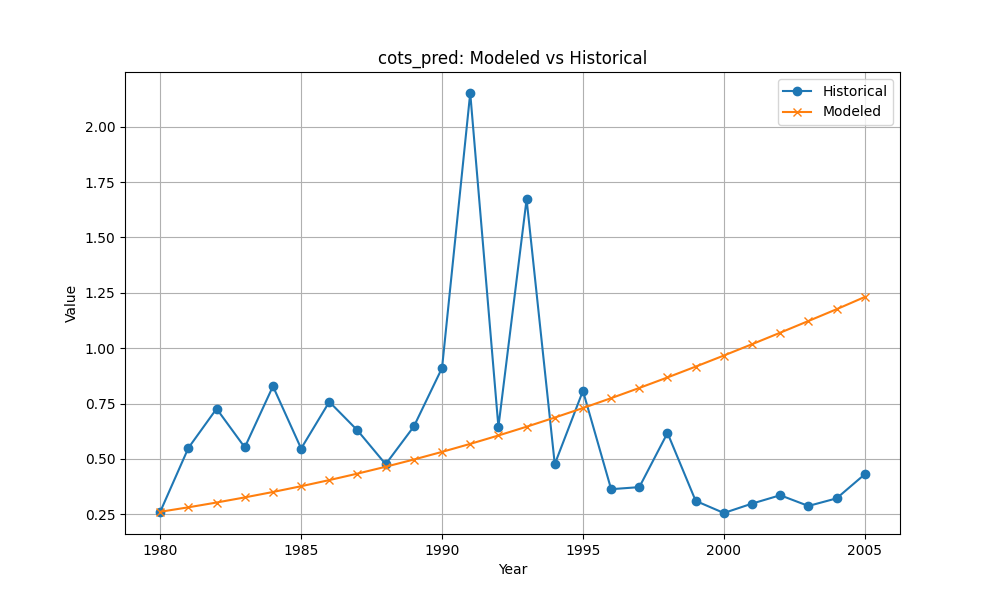 cots_pred: Modeled vs Historical
Historical
Modeled
Value
2.00
1.75
1.50
1.25
1.00
0.75
0.50
0.25
1980 1985 1990 1995 2000 2005
Year